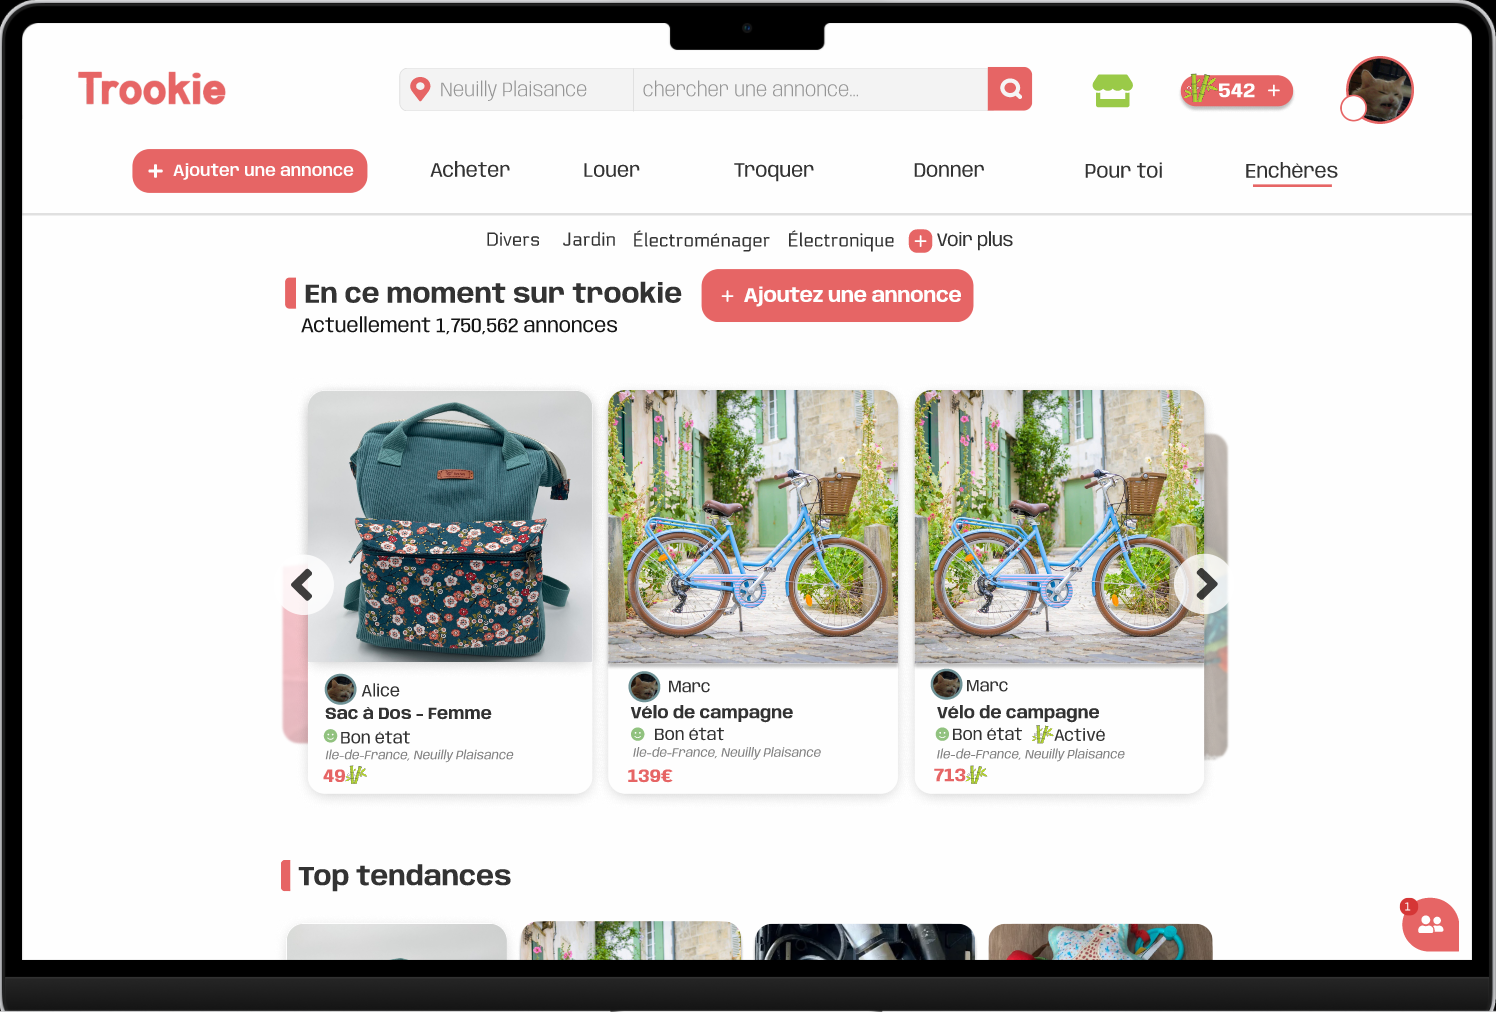 Trookie
Neuilly Plaisance
chercher une annonce...
542 +
+ Ajouter une annonce
Acheter
Louer
Troquer
Donner
Pour toi
Enchères
Divers
Jardin
Électroménager
Électronique
+ Voir plus
En ce moment sur trookie
+ Ajoutez une annonce
Actuellement 1,750,562 annonces
Alice
Sac à Dos - Femme
Bon état
Ile-de-France, Neuilly Plaisance
49
Marc
Vélo de campagne
Bon état
Ile-de-France, Neuilly Plaisance
139€
Marc
Vélo de campagne
Bon état Activé
Ile-de-France, Neuilly Plaisance
713
Top tendances
1